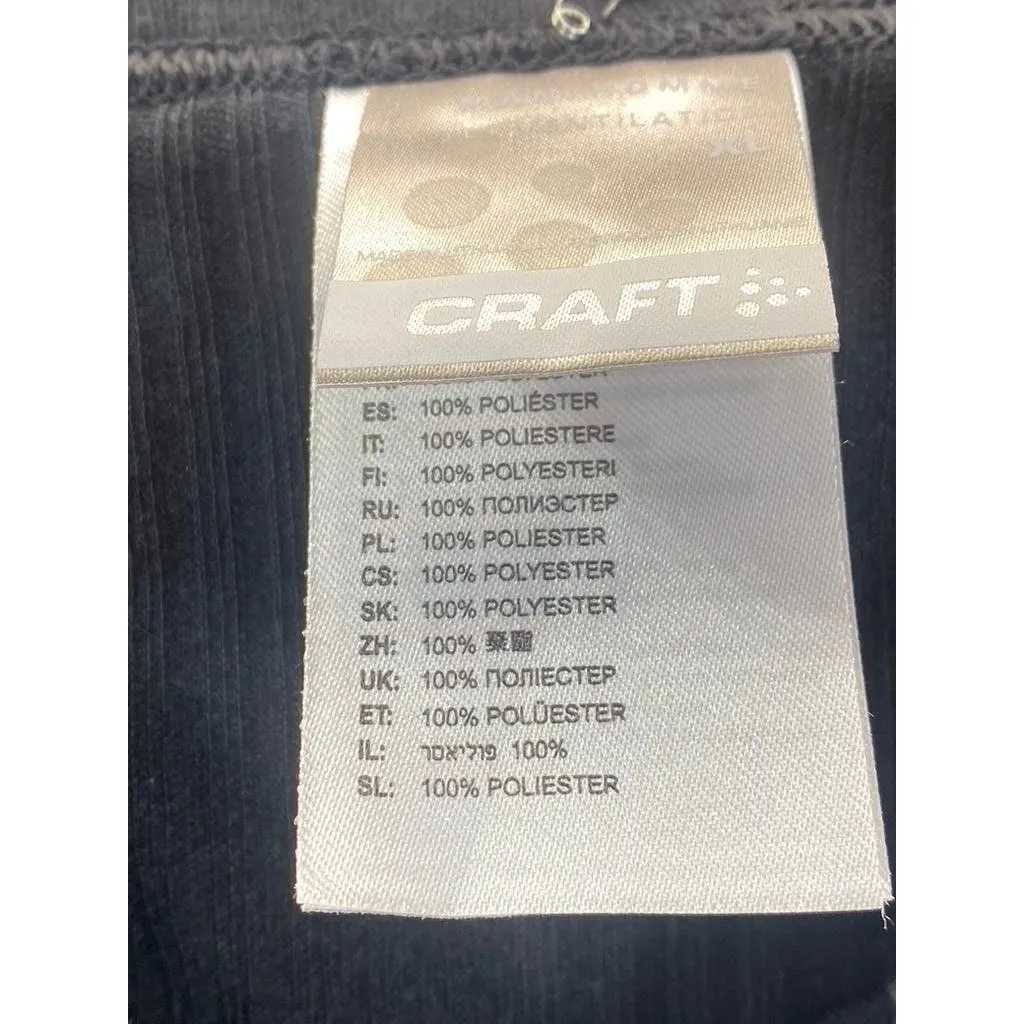 HOMME
XL
CRAFT
ES: 100% POLIÉSTER
IT: 100% POLIESTERE
FI: 100% POLYESTERI
RU: 100% ПОЛИЭСТЕР
PL: 100% POLIESTER
CS: 100% POLYESTER
SK: 100% POLYESTER
ZH: 100% 聚酯
UK: 100% ПОЛІЕСТЕР
ET: 100% POLÜESTER
IL: פוליאסר 100%
SL: 100% POLIESTER